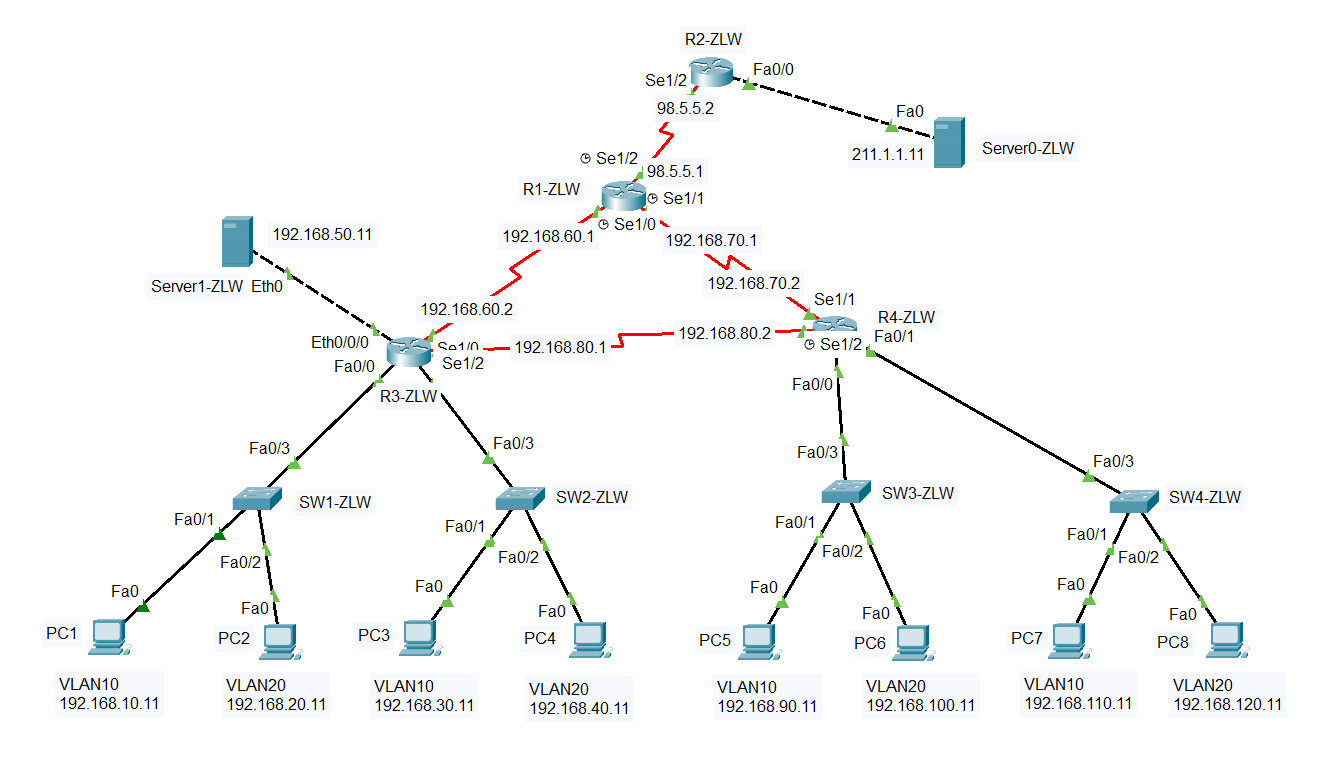 R2-ZLW
Se1/2
Fa0/0
98.5.5.2
Fa0
211.1.1.11
Server0-ZLW
Se1/2
98.5.5.1
R1-ZLW
Se1/1
Se1/0
192.168.60.1
192.168.70.1
192.168.50.11
Server1-ZLW
Eth0
192.168.70.2
192.168.60.2
Se1/1
R4-ZLW
Fa0/1
192.168.80.2
Se1/2
Eth0/0/0
Se1/0
192.168.80.1
Se1/2
Fa0/0
R3-ZLW
Fa0/0
Fa0/3
Fa0/3
Fa0/3
Fa0/3
SW1-ZLW
SW2-ZLW
SW3-ZLW
SW4-ZLW
Fa0/1
Fa0/2
Fa0/1
Fa0/2
Fa0/1
Fa0/2
Fa0/1
Fa0/2
Fa0
Fa0
Fa0
Fa0
Fa0
Fa0
Fa0
Fa0
PC1
PC2
PC3
PC4
PC5
PC6
PC7
PC8
VLAN10
192.168.10.11
VLAN20
192.168.20.11
VLAN10
192.168.30.11
VLAN20
192.168.40.11
VLAN10
192.168.90.11
VLAN20
192.168.100.11
VLAN10
192.168.110.11
VLAN20
192.168.120.11